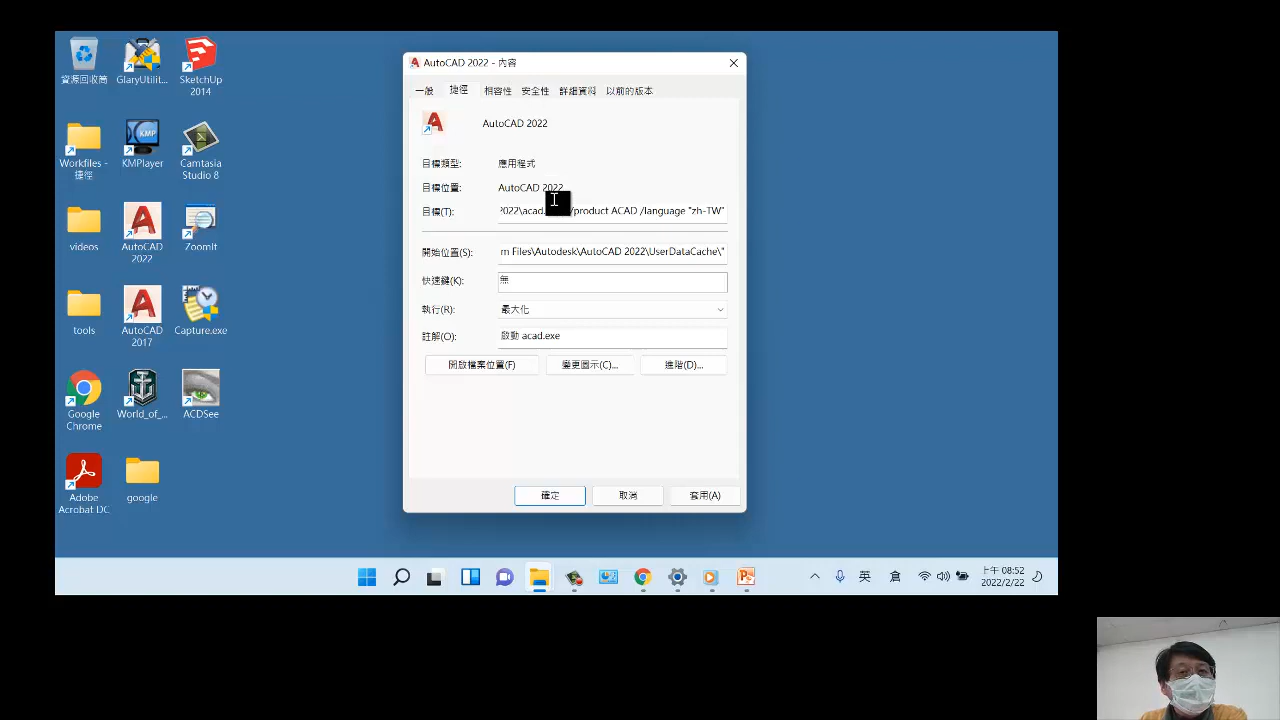 資源回收筒
GlaryUtilit...
SketchUp
2014
Workfiles -
捷徑
KMPlayer
Camtasia
Studio 8
videos
AutoCAD
2022
ZoomIt
tools
AutoCAD
2017
Capture.exe
Google
Chrome
World_of_...
ACDSee
Adobe
Acrobat DC
google
AutoCAD 2022 - 內容
一般 捷徑 相容性 安全性 詳細資料 以前的版本
AutoCAD 2022
目標類型: 應用程式
目標位置: AutoCAD 2022
目標(T): 2022\acad. /product ACAD /language "zh-TW"
開始位置(S): m Files\Autodesk\AutoCAD 2022\UserDataCache\"
快速鍵(K): 無
執行(R): 最大化
註解(O): 啟動 acad.exe
開啟檔案位置(F) 變更圖示(C)... 進階(D)...
確定 取消 套用(A)
英 倉 上午 08:52
2022/2/22